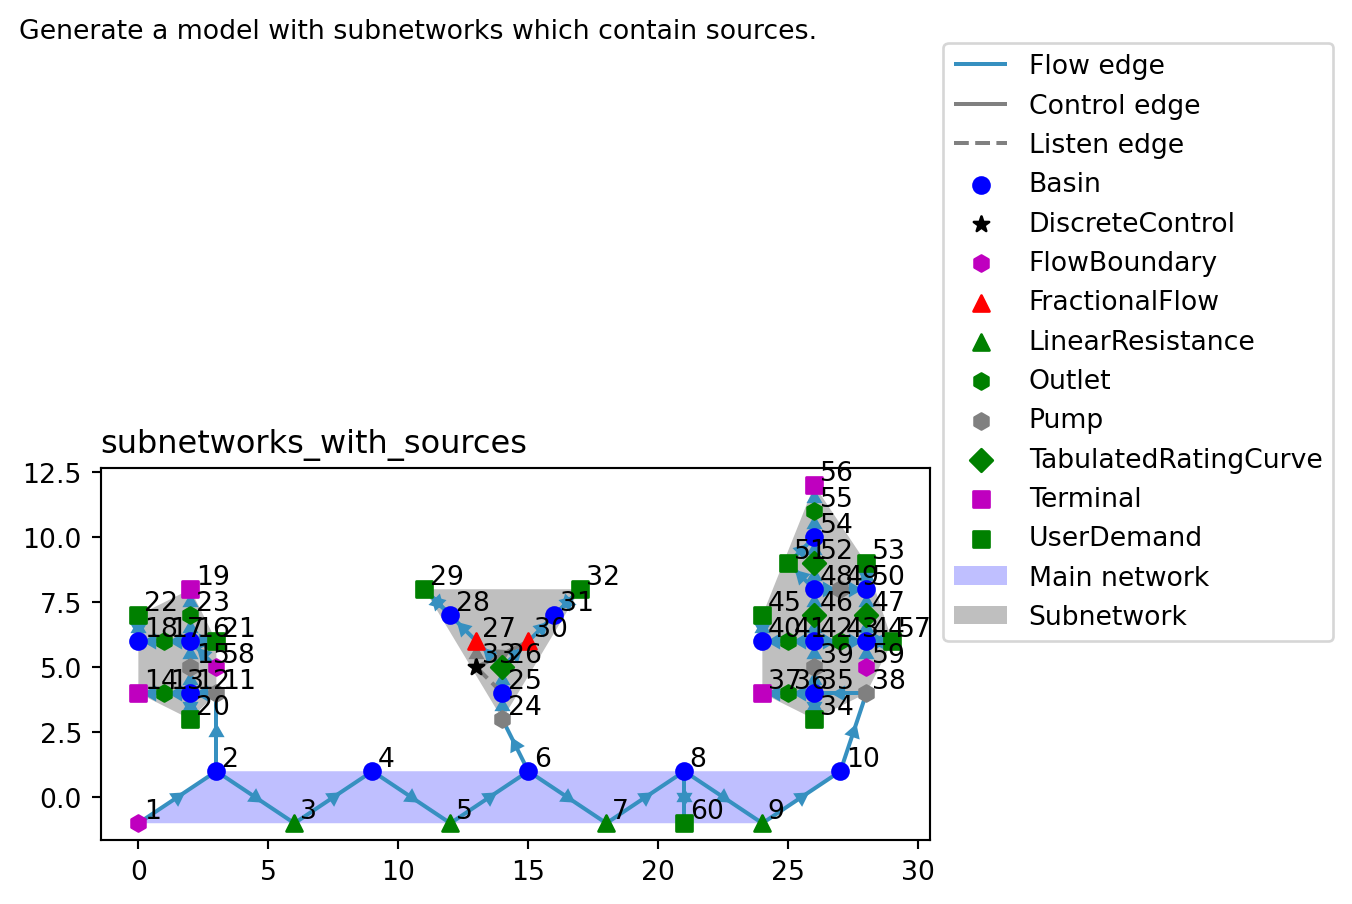 Generate a model with subnetworks which contain sources.
Flow edge
Control edge
Listen edge
Basin
DiscreteControl
FlowBoundary
FractionalFlow
LinearResistance
Outlet
Pump
TabulatedRatingCurve
Terminal
UserDemand
Main network
Subnetwork
subnetworks_with_sources
12.5
10.0
7.5
5.0
2.5
0.0
56
55
54
51 52 53
48 49 50
19 29 32
22 23 28 31 45 46 47
18 17 16 21 27 30 40 41 42 43 44 57
15 58 33 26 39 59
14 13 12 11 25 37 36 35 38
20 24 34
2 4 6 8 10
1 3 5 7 60 9
0 5 10 15 20 25 30